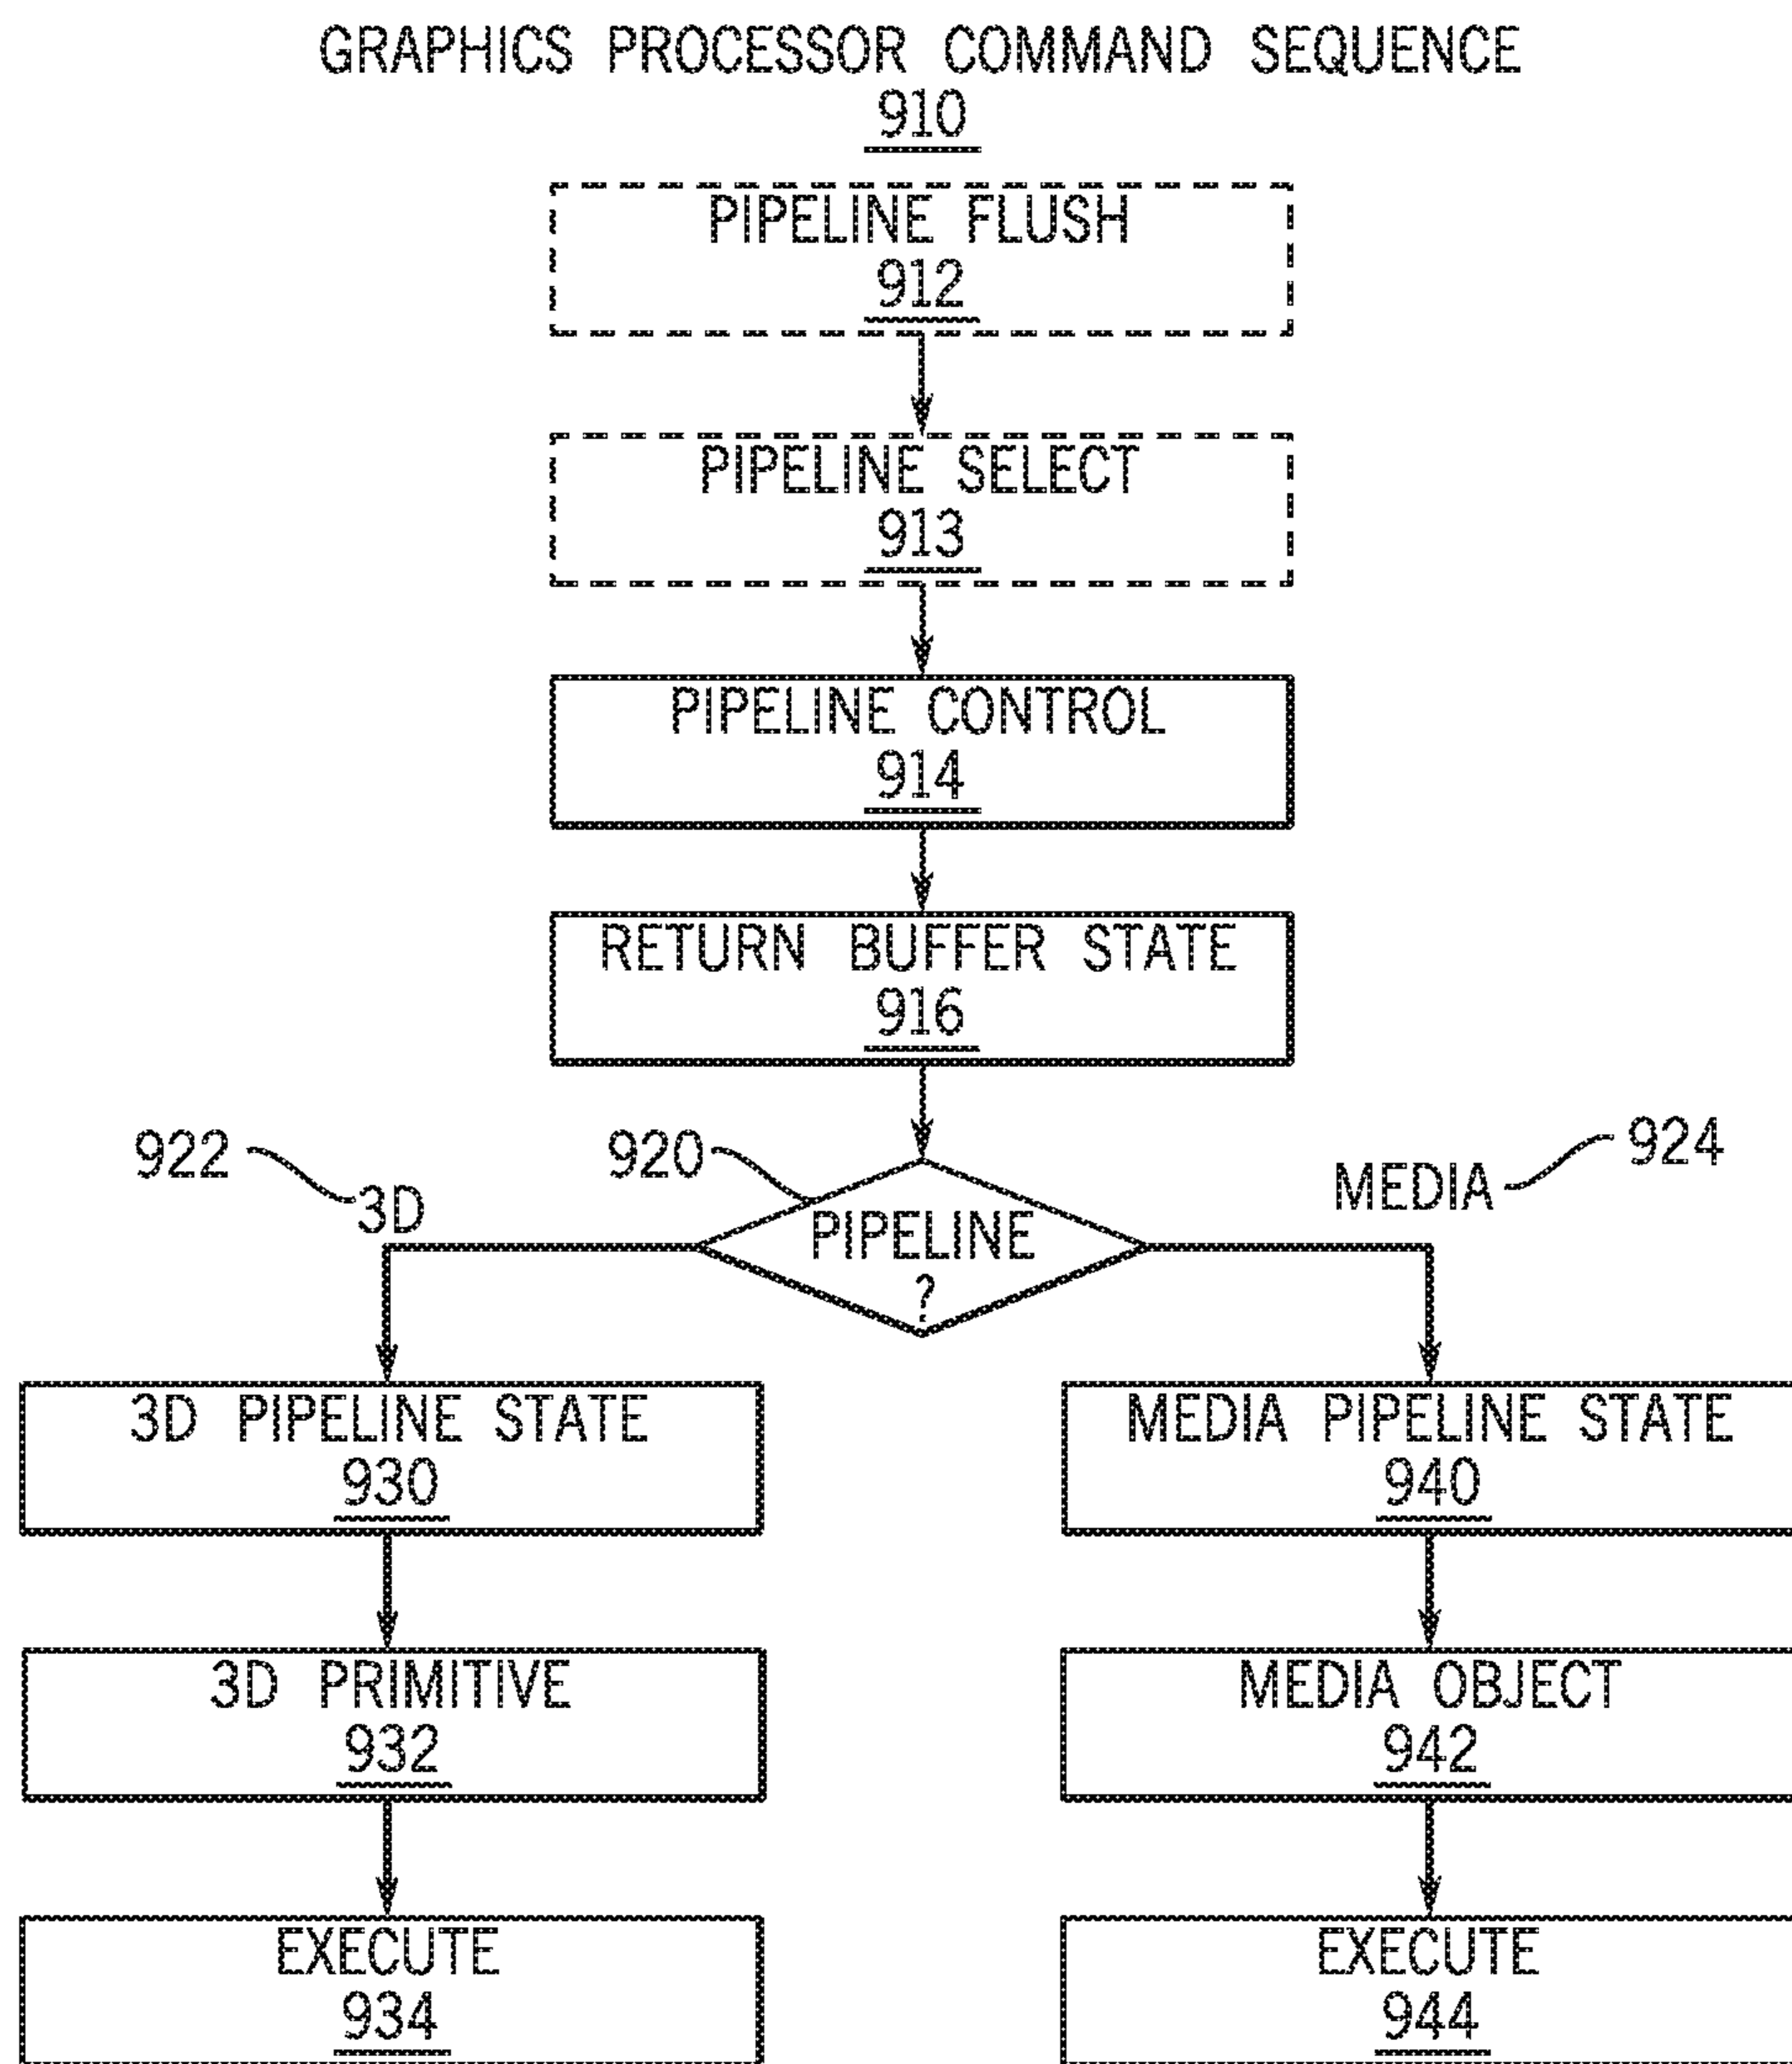 GRAPHICS PROCESSOR COMMAND SEQUENCE
910
PIPELINE FLUSH
912
PIPELINE SELECT
913
PIPELINE CONTROL
914
RETURN BUFFER STATE
916
922
3D
920
PIPELINE
?
MEDIA
924
3D PIPELINE STATE
930
MEDIA PIPELINE STATE
940
3D PRIMITIVE
932
MEDIA OBJECT
942
EXECUTE
934
EXECUTE
944